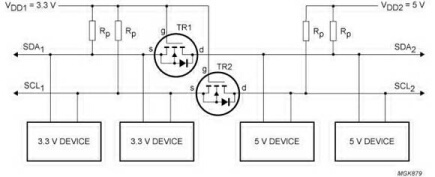 VDD1 = 3.3 V
VDD2 = 5 V
Rp
Rp
Rp
Rp
TR1
g
SDA1
s
d
SDA2
TR2
g
SCL1
s
d
SCL2
3.3 V DEVICE
3.3 V DEVICE
5 V DEVICE
5 V DEVICE
MGK879